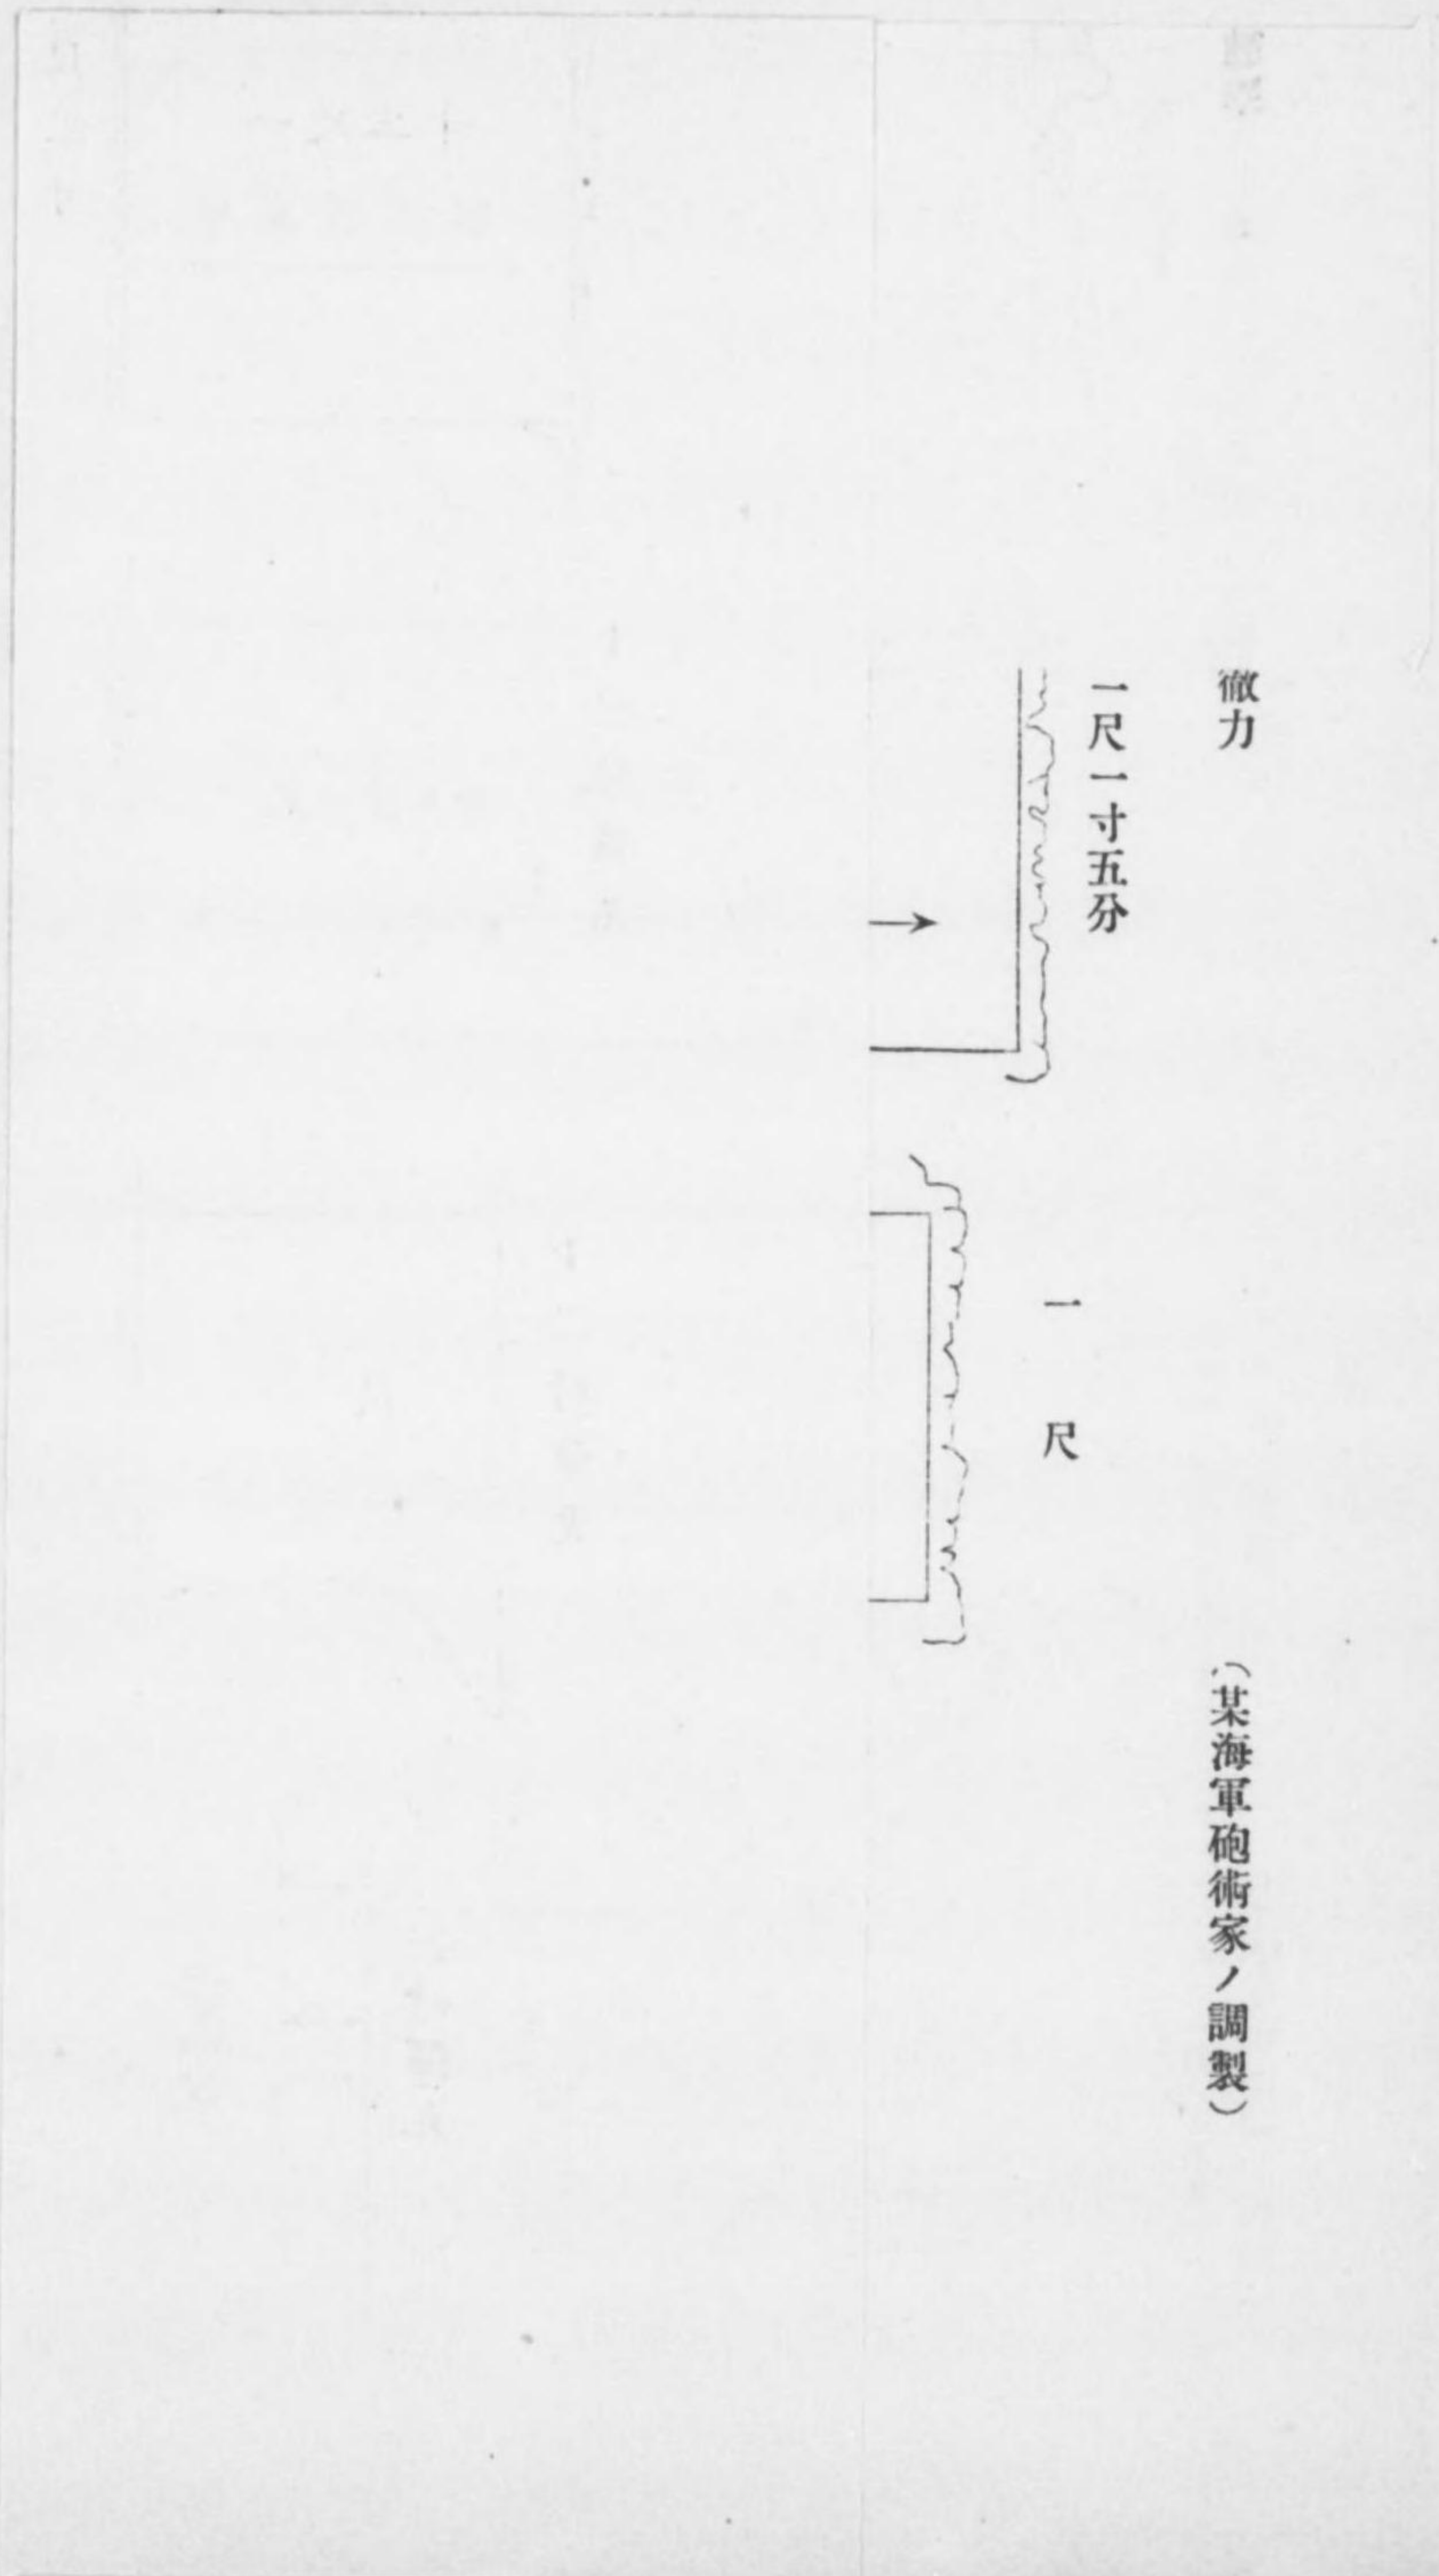 徹力
(某海軍砲術家ノ調製)
一尺一寸五分
一尺